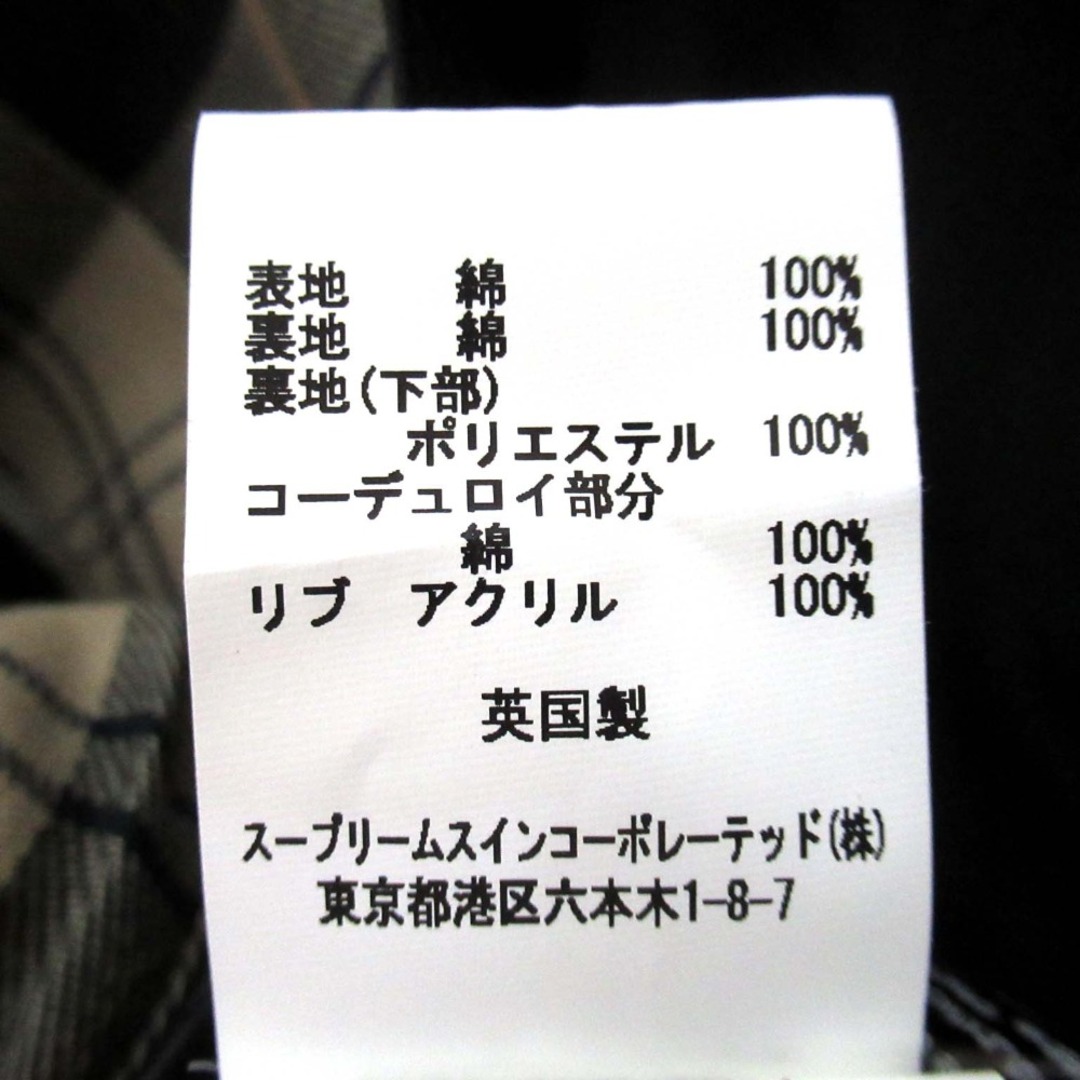 表地 綿 100%
裏地 綿 100%
裏地(下部)
ポリエステル 100%
コーデュロイ部分
綿 100%
リブ アクリル 100%
英国製
スープリームスインコーポレーテッド(株)
東京都港区六本木1-8-7